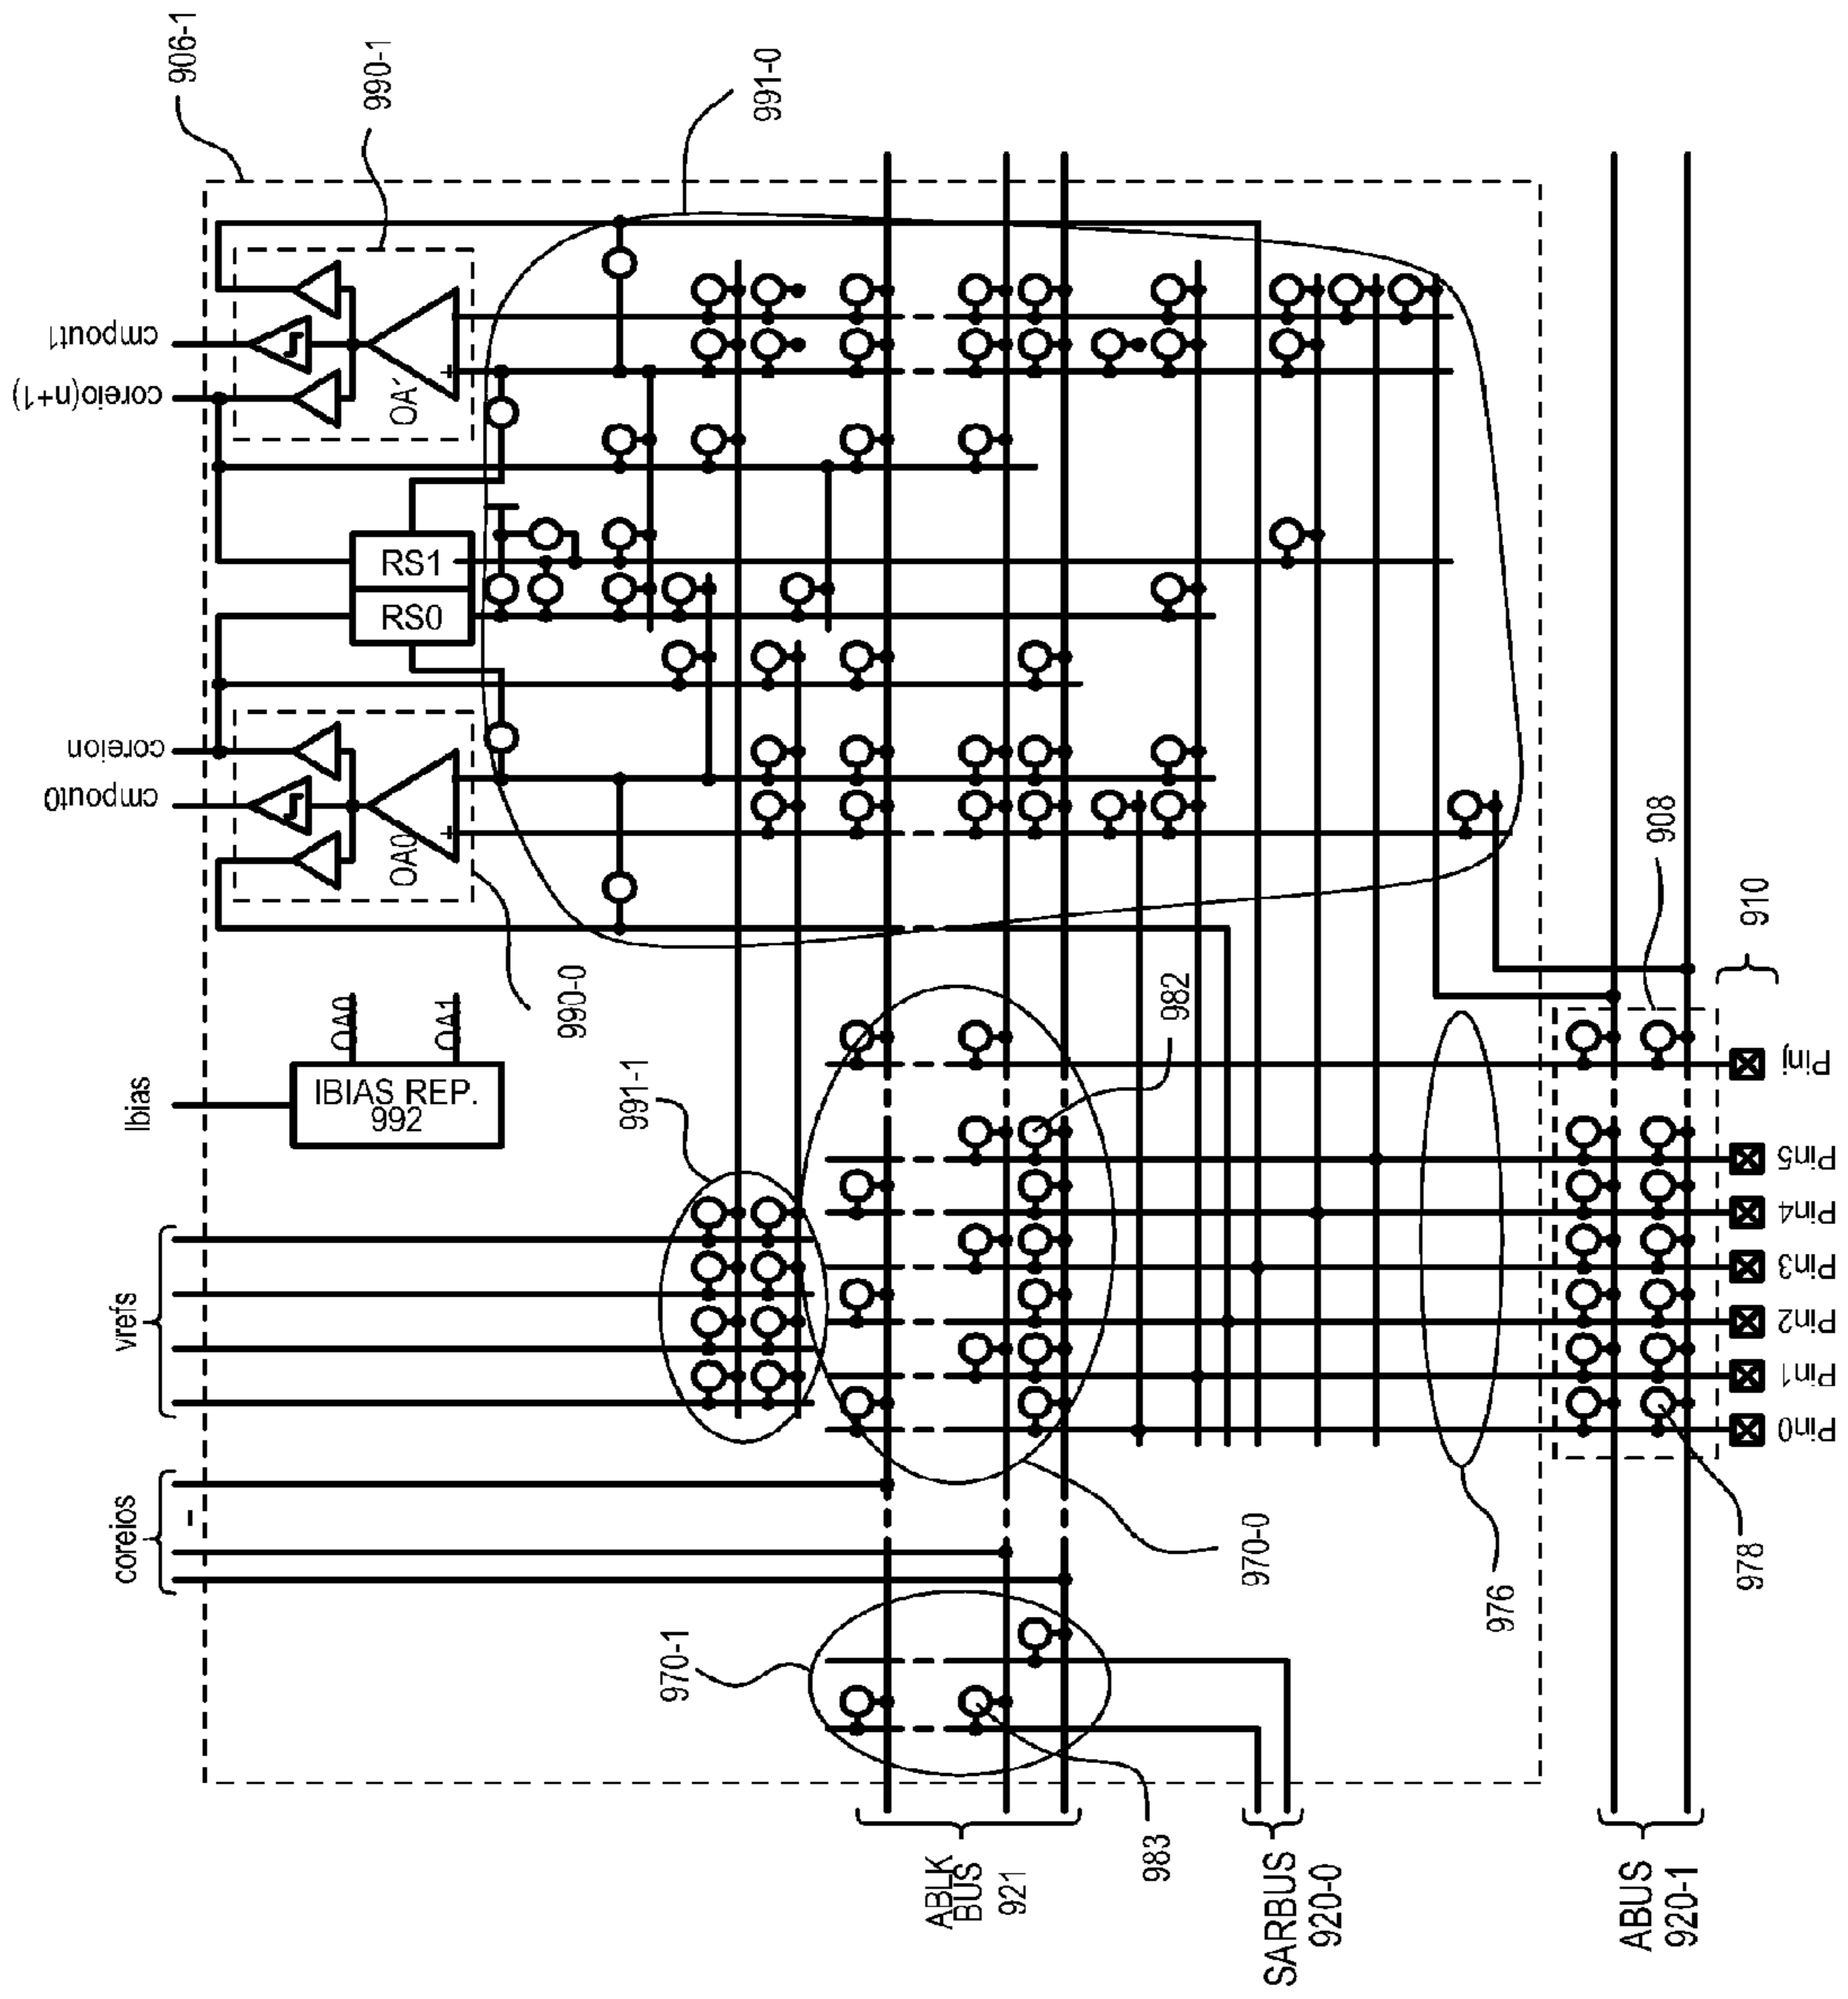 906-1
990-1
991-0
cmpout1
coreio(n+1)
OA1
+
RS1
RS0
coreion
cmpout0
OA0
+
990-0
908
910
982
OA0
OA1
Ibias
IBIAS REP.
992
991-1
vrefs
Pinj
Pin5
Pin4
Pin3
Pin2
Pin1
Pin0
coreios
970-0
976
978
970-1
983
ABLK
BUS
921
SARBUS
920-0
ABUS
920-1